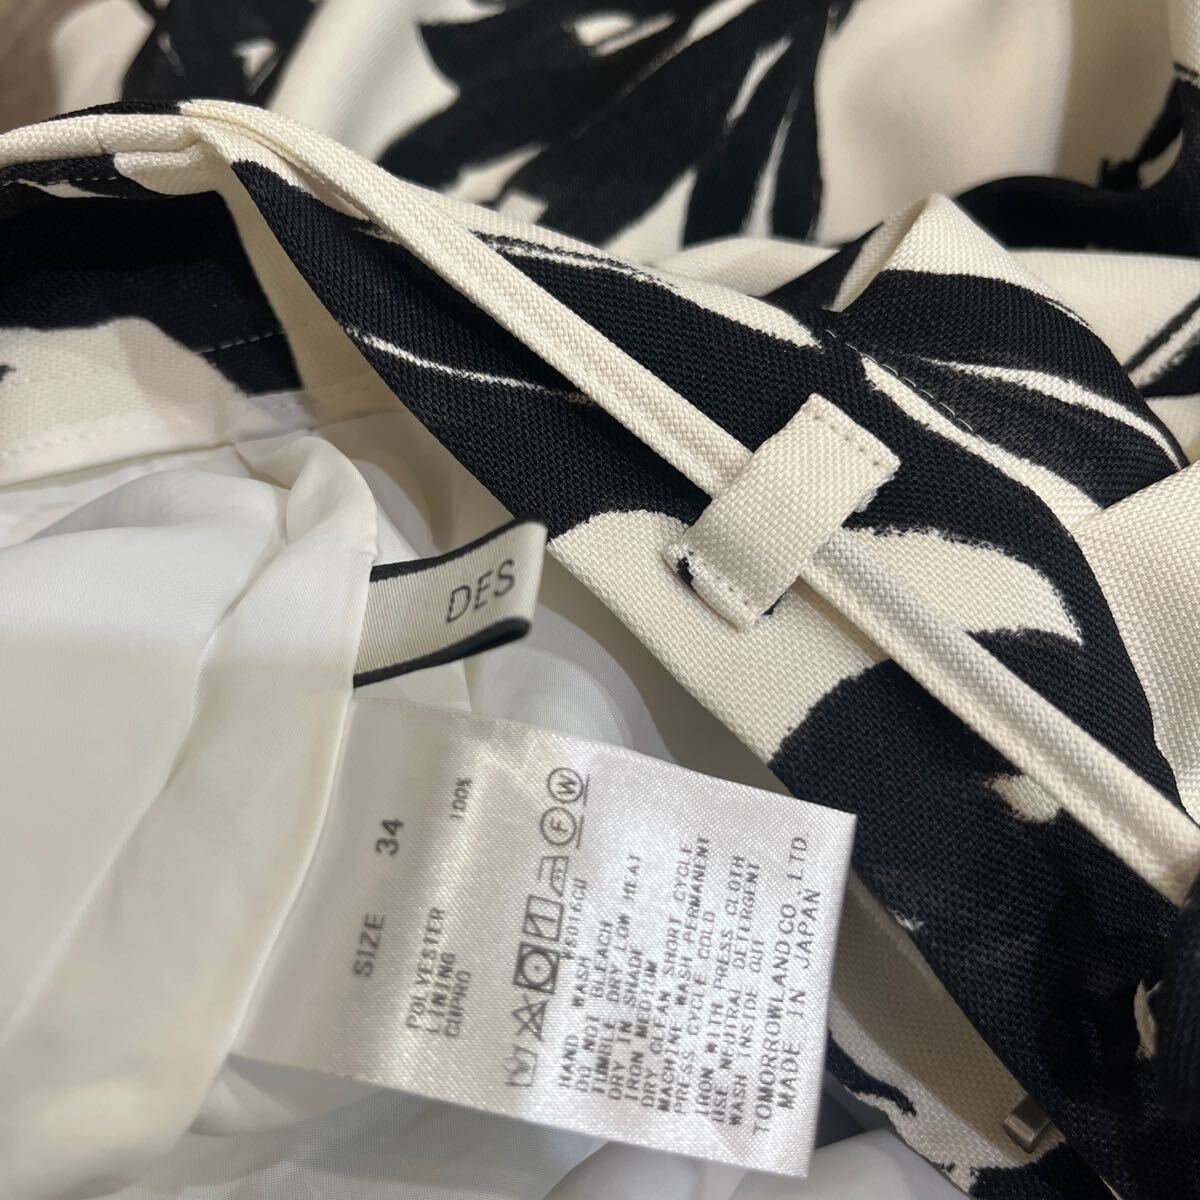 DES
SIZE 34
POLYESTER 100%
LINING
CUPRO
HAND WASH
DO NOT BLEACH
TUMBLE DRY LOW HEAT
DRY IN SHADE
IRON MEDIUM
DRY CLEAN SHORT CYCLE
MACHINE WASH PERMANENT
PRESS CYCLE COLD
IRON WITH PRESS CLOTH
USE NEUTRAL DETERGENT
WASH INSIDE OUT
TOMORROWLAND CO.,LTD
MADE IN JAPAN